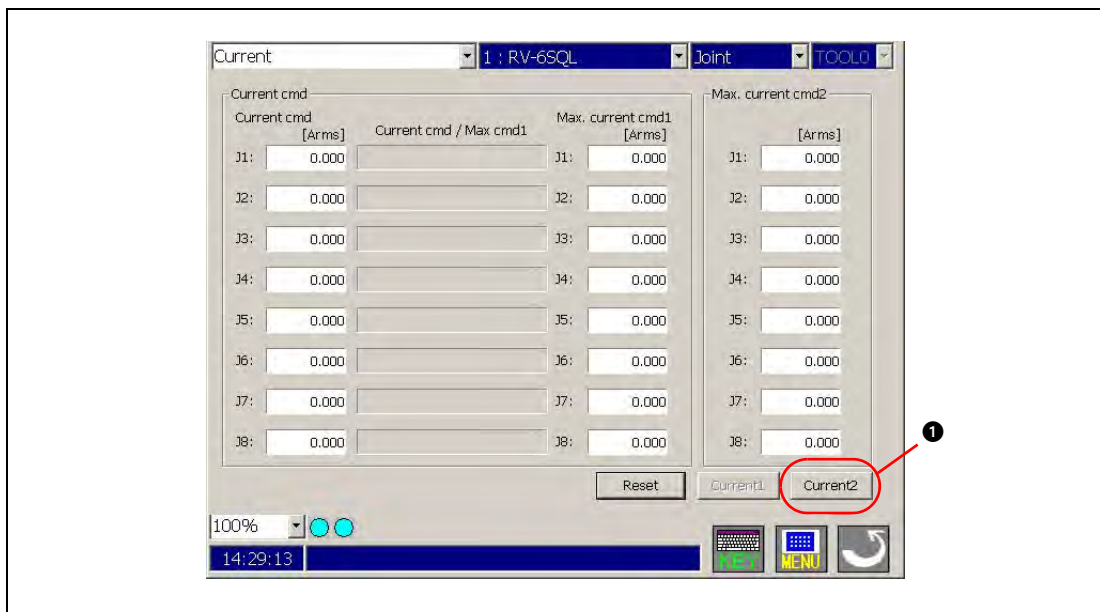 Current 1 : RV-6SQL Joint TOOL0
Current cmd Max. current cmd2
Current cmd Max. current cmd1
[Arms] Current cmd / Max cmd1 [Arms] [Arms]
J1: 0.000 J1: 0.000 J1: 0.000
J2: 0.000 J2: 0.000 J2: 0.000
J3: 0.000 J3: 0.000 J3: 0.000
J4: 0.000 J4: 0.000 J4: 0.000
J5: 0.000 J5: 0.000 J5: 0.000
J6: 0.000 J6: 0.000 J6: 0.000
J7: 0.000 J7: 0.000 J7: 0.000
J8: 0.000 J8: 0.000 J8: 0.000
❶
Reset Current1 Current2
100%
14:29:13 KEY MENU